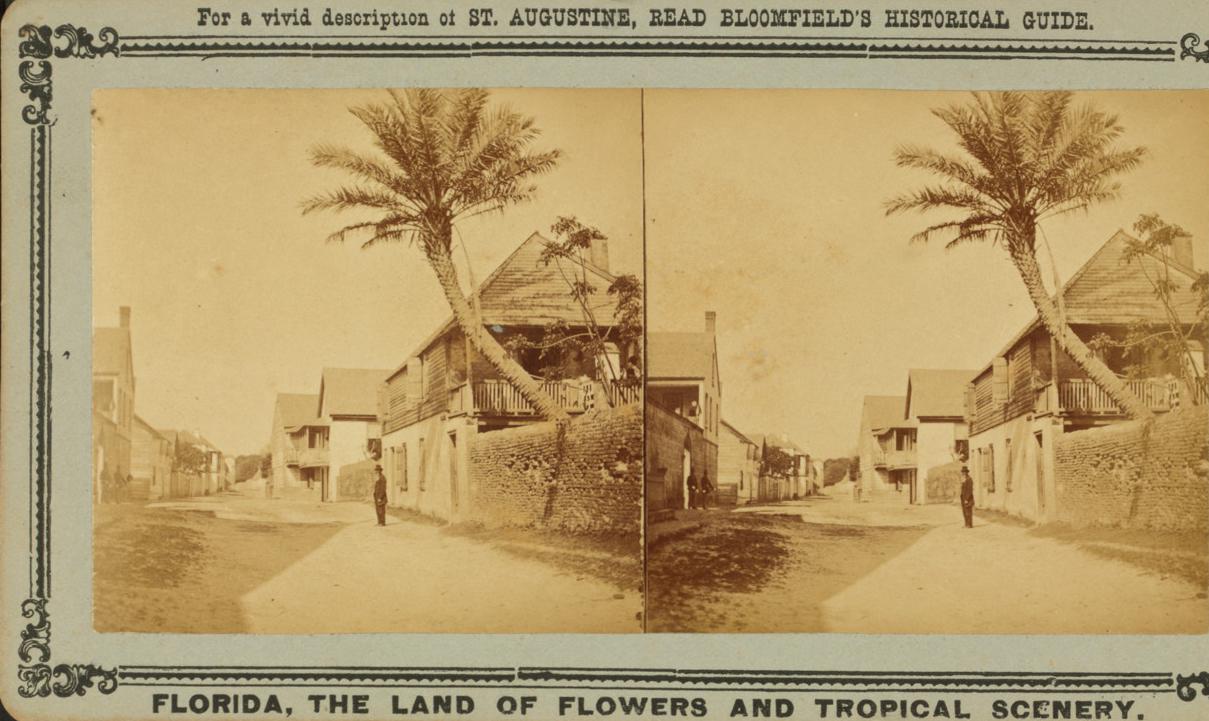 For a vivid description of ST. AUGUSTINE, READ BLOOMFIELD'S HISTORICAL GUIDE.
FLORIDA, THE LAND OF FLOWERS AND TROPICAL SCENERY.